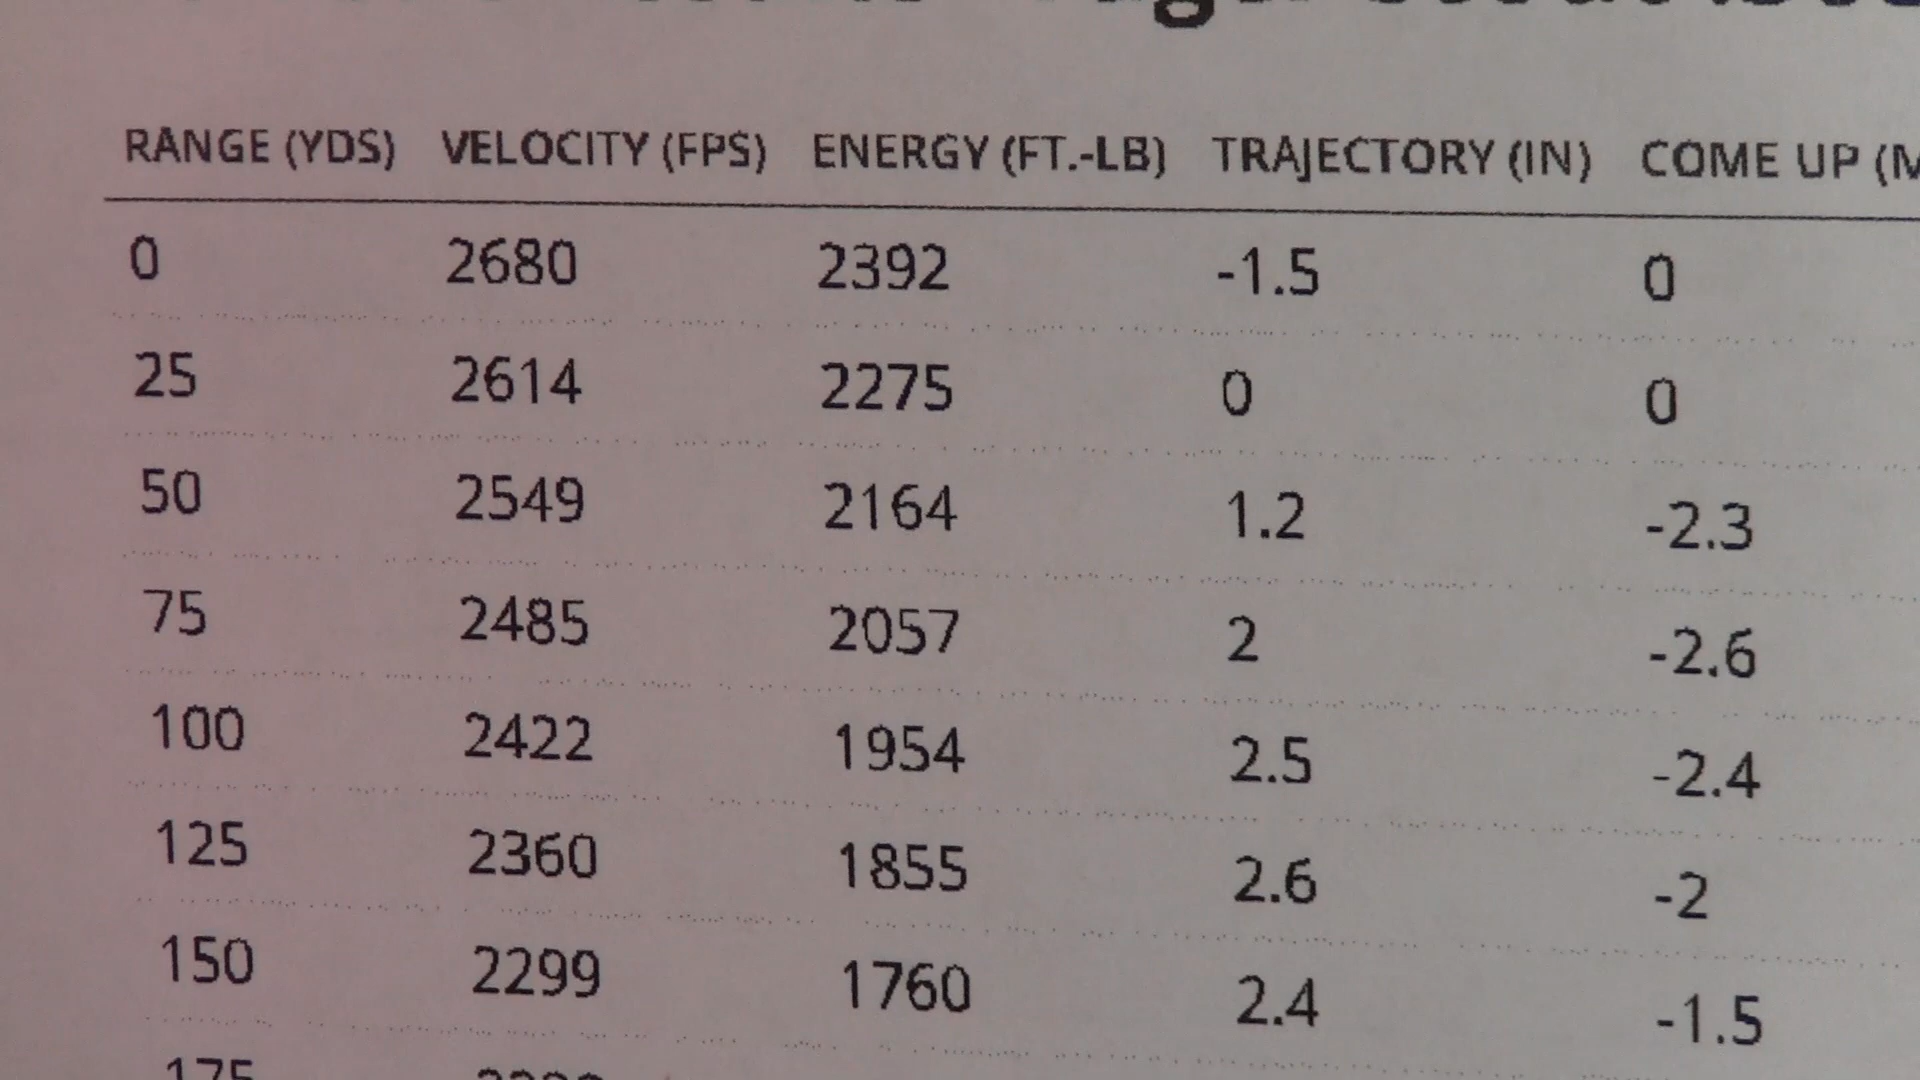 RANGE (YDS) VELOCITY (FPS) ENERGY (FT.-LB) TRAJECTORY (IN) COME UP (M
0 2680 2392 -1.5 0
25 2614 2275 0 0
50 2549 2164 1.2 -2.3
75 2485 2057 2 -2.6
100 2422 1954 2.5 -2.4
125 2360 1855 2.6 -2
150 2299 1760 2.4 -1.5
175